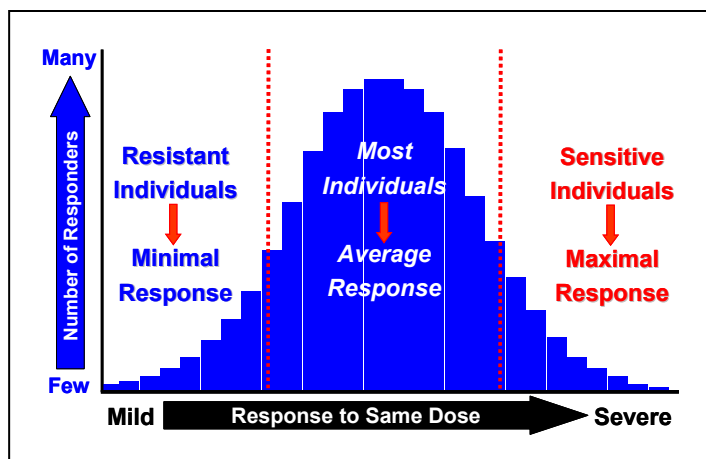 Many
Number of Responders
Few
Resistant
Individuals
Minimal
Response
Most
Individuals
Average
Response
Sensitive
Individuals
Maximal
Response
Mild
Response to Same Dose
Severe